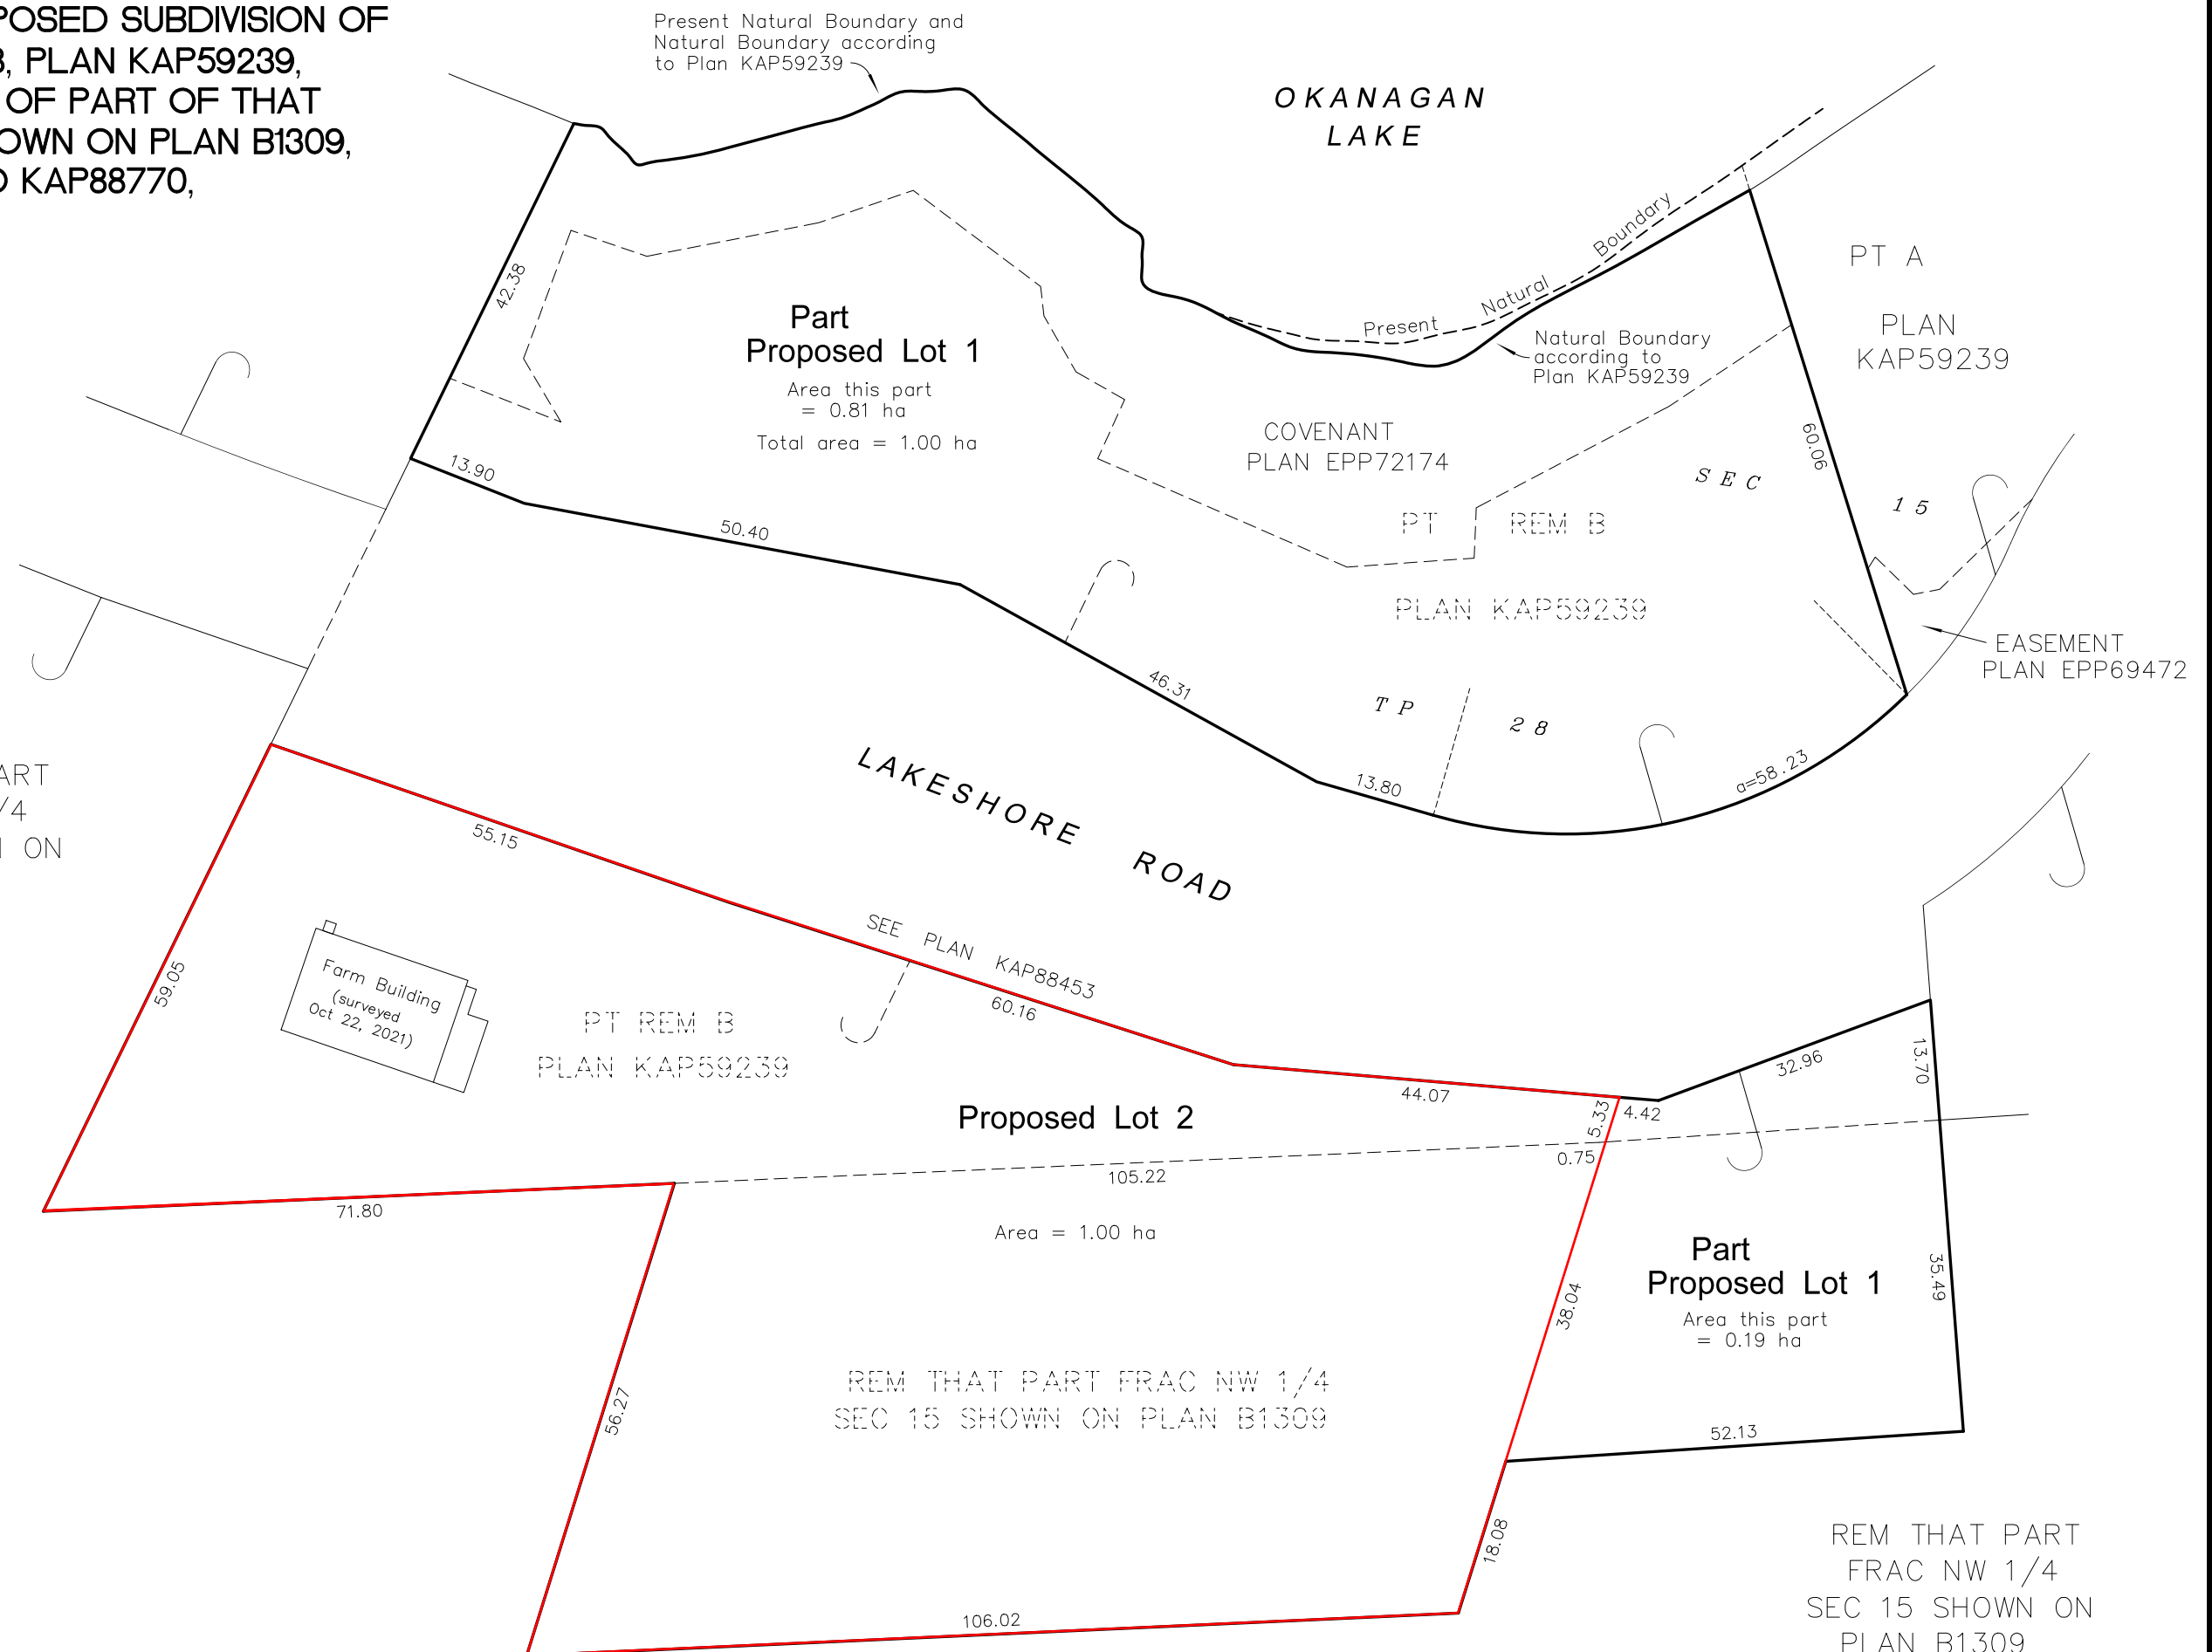 POSED SUBDIVISION OF
B, PLAN KAP59239,
OF PART OF THAT
OWN ON PLAN B1309,
D KAP88770,
Present Natural Boundary and
Natural Boundary according
to Plan KAP59239
OKANAGAN
LAKE
42.38
Part
Proposed Lot 1
Area this part
= 0.81 ha
Total area = 1.00 ha
Present Natural Boundary
Natural Boundary
according to
Plan KAP59239
PT A
PLAN
KAP59239
COVENANT
PLAN EPP72174
60.06
SEC 15
13.90
50.40
PT REM B
PLAN KAP59239
EASEMENT
PLAN EPP69472
46.31
TP 28
13.80
a=58.23
LAKESHORE ROAD
ART
/4
ON
55.15
SEE PLAN KAP88453
60.16
59.05
Farm Building
(surveyed
Oct 22, 2021)
PT REM B
PLAN KAP59239
44.07
5.33
4.42
32.96
13.70
Proposed Lot 2
0.75
105.22
71.80
Area = 1.00 ha
Part
Proposed Lot 1
Area this part
= 0.19 ha
35.49
38.04
56.27
REM THAT PART FRAC NW 1/4
SEC 15 SHOWN ON PLAN B1309
52.13
18.08
106.02
REM THAT PART
FRAC NW 1/4
SEC 15 SHOWN ON
PLAN B1309